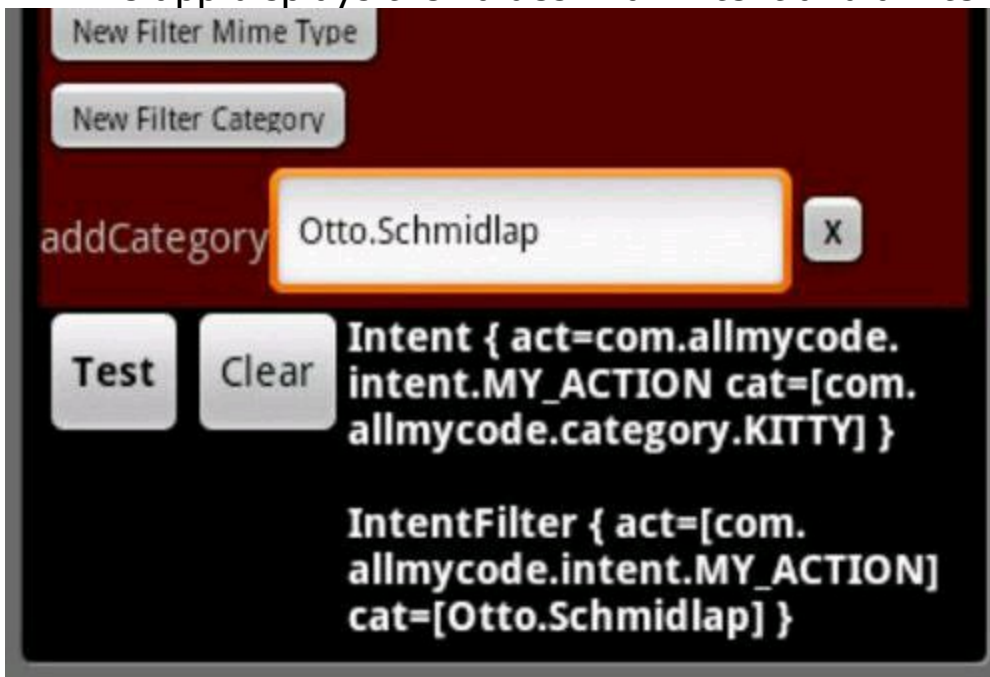 New Filter Mime Type
New Filter Category
addCategory Otto.Schmidlap X
Test Clear
Intent { act=com.allmycode.
intent.MY_ACTION cat=[com.
allmycode.category.KITTY] }
IntentFilter { act=[com.
allmycode.intent.MY_ACTION]
cat=[Otto.Schmidlap] }